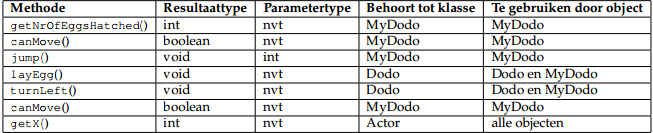 Methode Resultaattype Parametertype Behoort tot klasse Te gebruiken door object
getNrOfEggsHatched() int nvt MyDodo MyDodo
canMove() boolean nvt MyDodo MyDodo
jump() void int MyDodo MyDodo
layEgg() void nvt Dodo Dodo en MyDodo
turnLeft() void nvt Dodo Dodo en MyDodo
canMove() boolean nvt MyDodo MyDodo
getX() int nvt Actor alle objecten